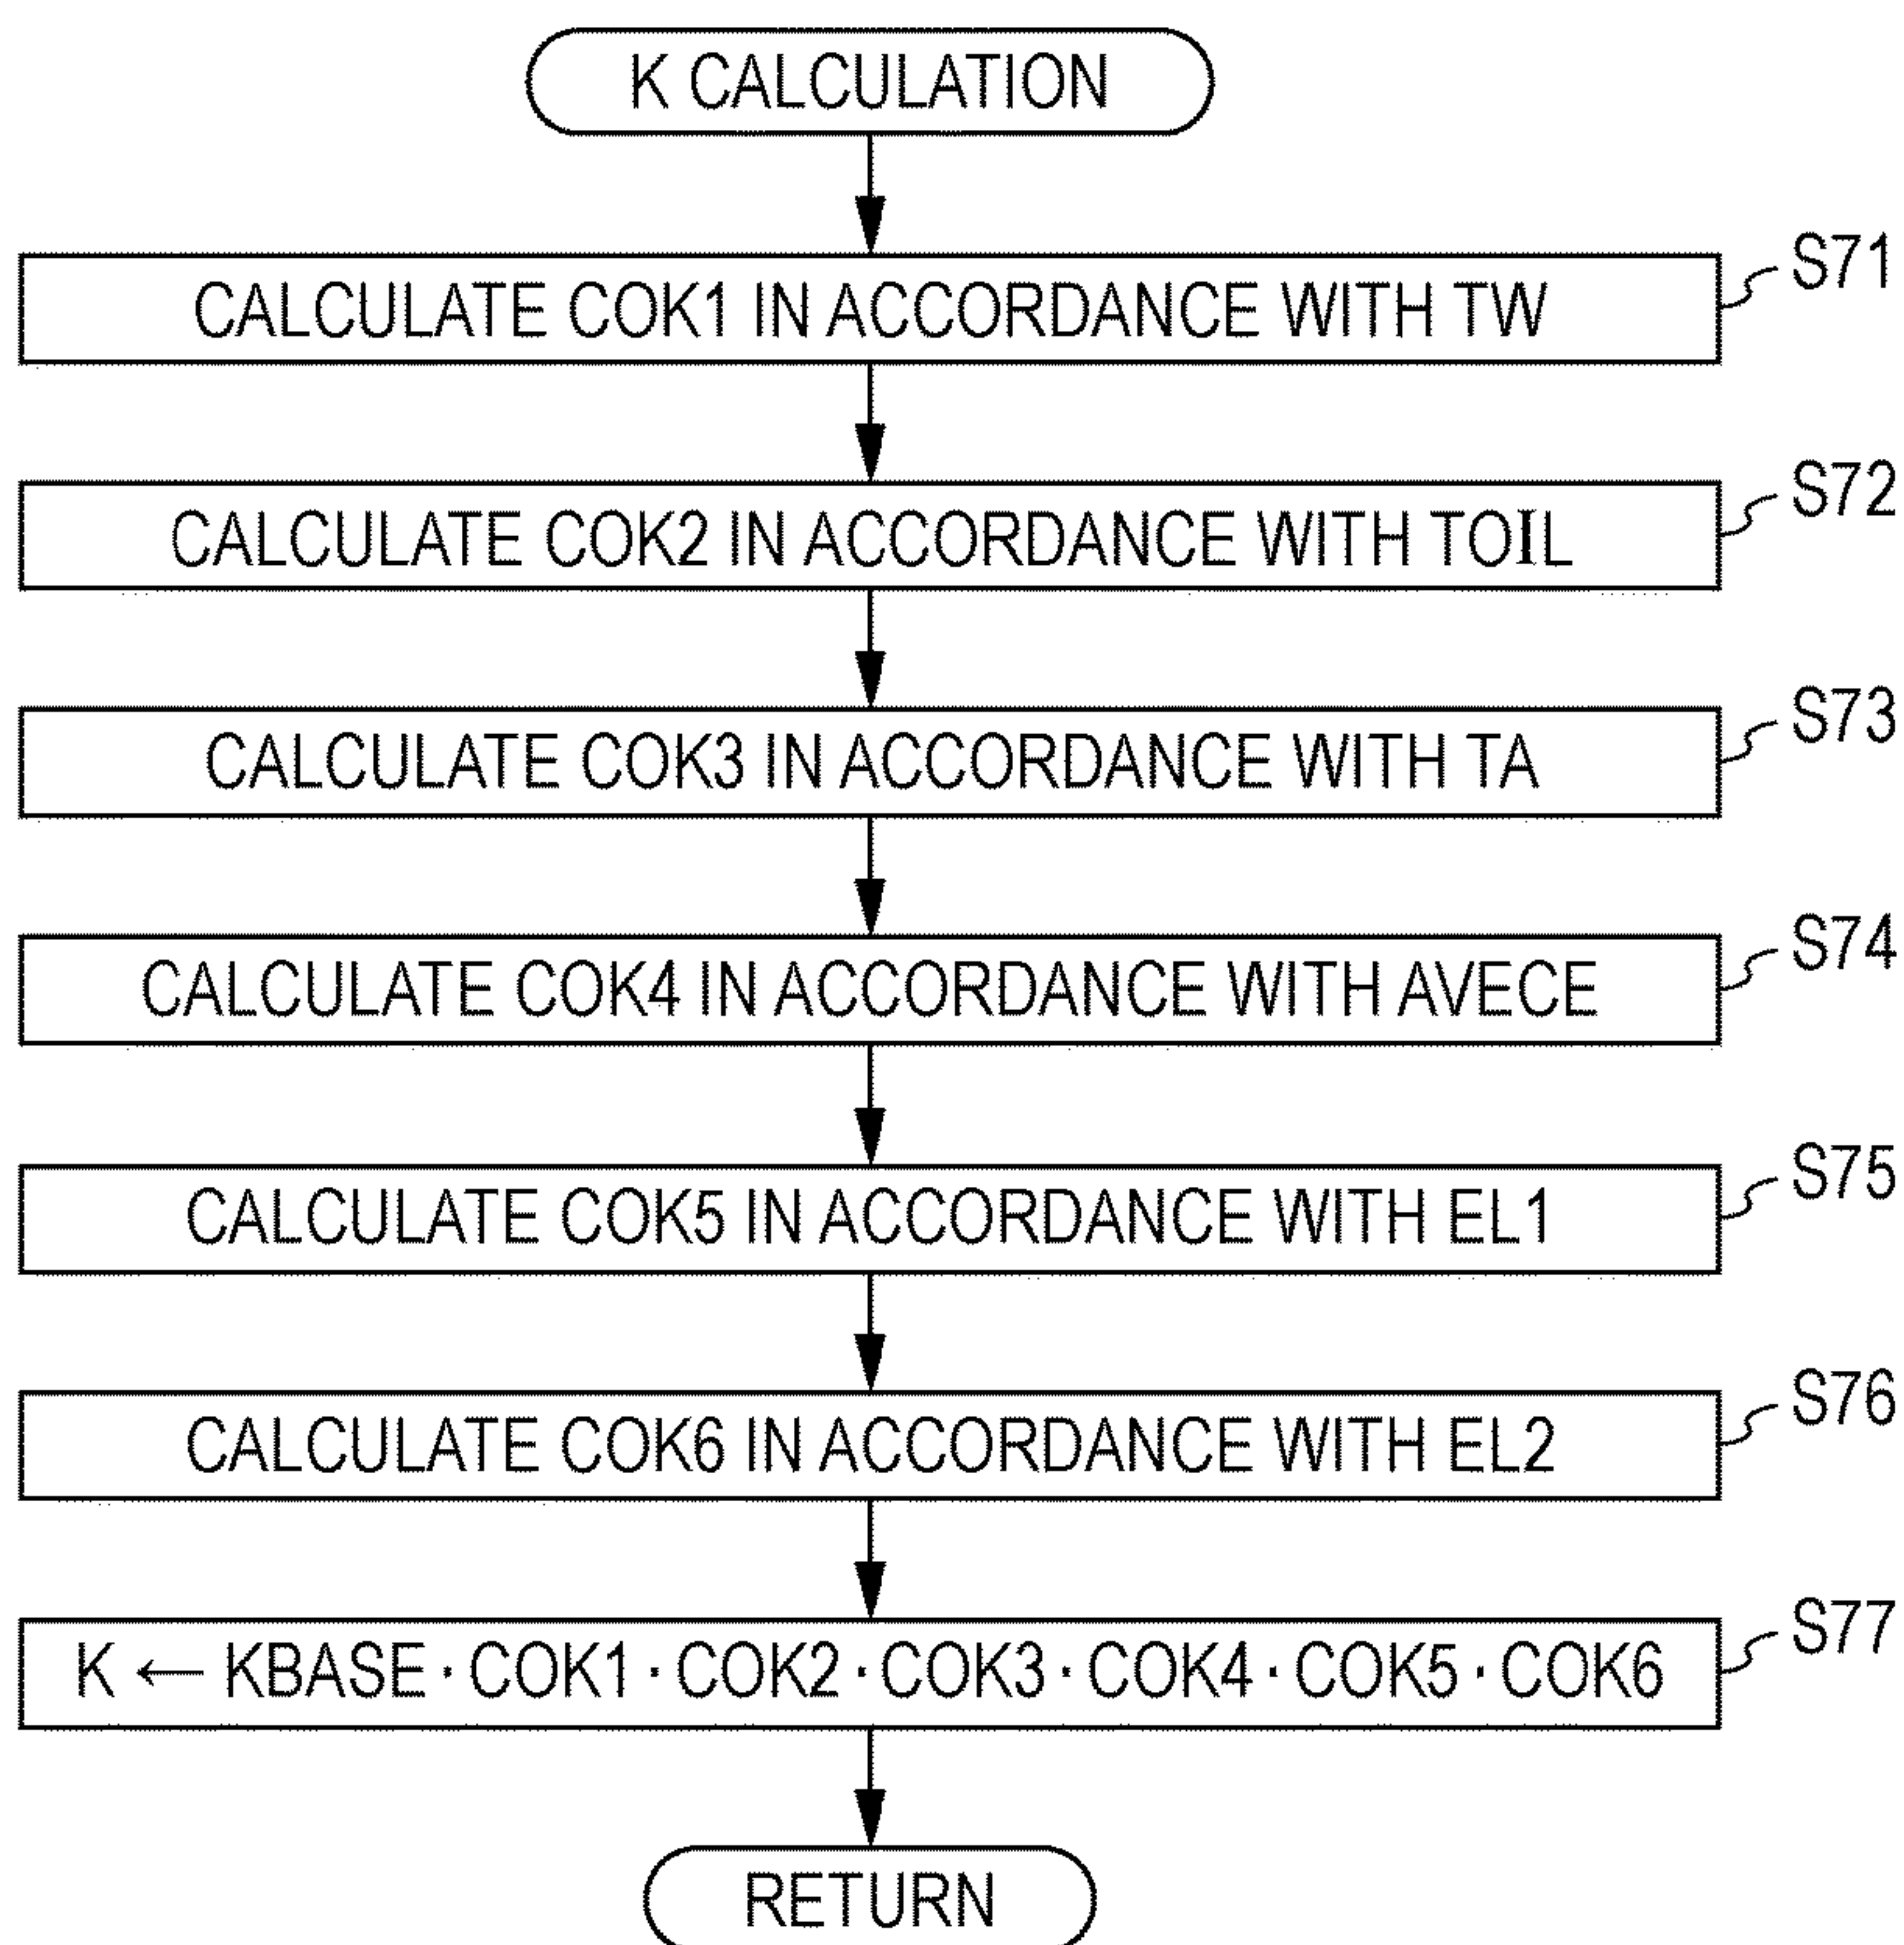 K CALCULATION
CALCULATE COK1 IN ACCORDANCE WITH TW
S71
CALCULATE COK2 IN ACCORDANCE WITH TOIL
S72
CALCULATE COK3 IN ACCORDANCE WITH TA
S73
CALCULATE COK4 IN ACCORDANCE WITH AVECE
S74
CALCULATE COK5 IN ACCORDANCE WITH EL1
S75
CALCULATE COK6 IN ACCORDANCE WITH EL2
S76
K ← KBASE · COK1 · COK2 · COK3 · COK4 · COK5 · COK6
S77
RETURN